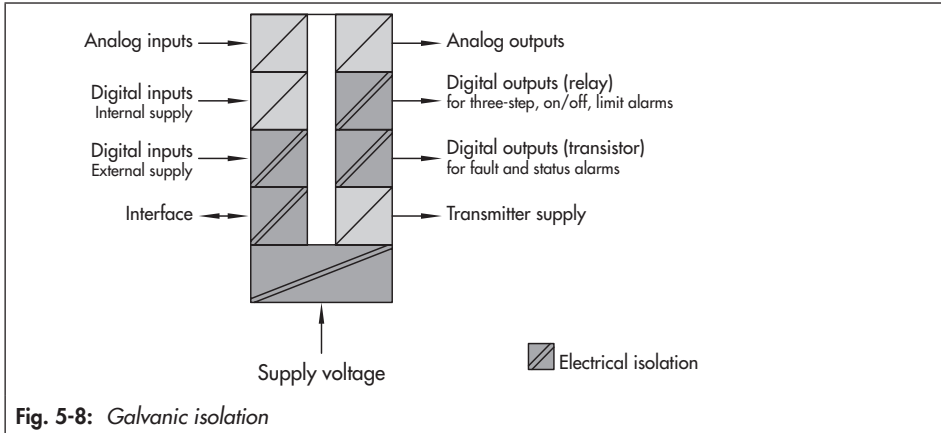 Analog inputs
Analog outputs
Digital inputs
Internal supply
Digital outputs (relay)
for three-step, on/off, limit alarms
Digital inputs
External supply
Digital outputs (transistor)
for fault and status alarms
Interface
Transmitter supply
Supply voltage
Electrical isolation
Fig. 5-8: Galvanic isolation